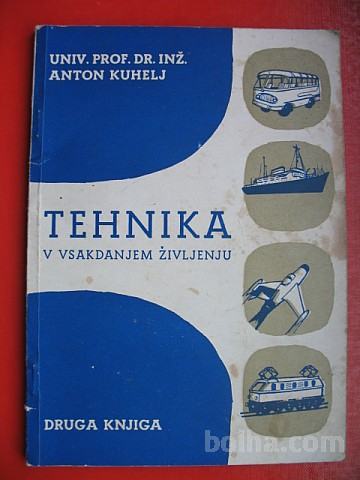 UNIV. PROF. DR. INŽ.
ANTON KUHELJ
TEHNIKA
V VSAKDANJEM ŽIVLJENJU
DRUGA KNJIGA
bolha.com